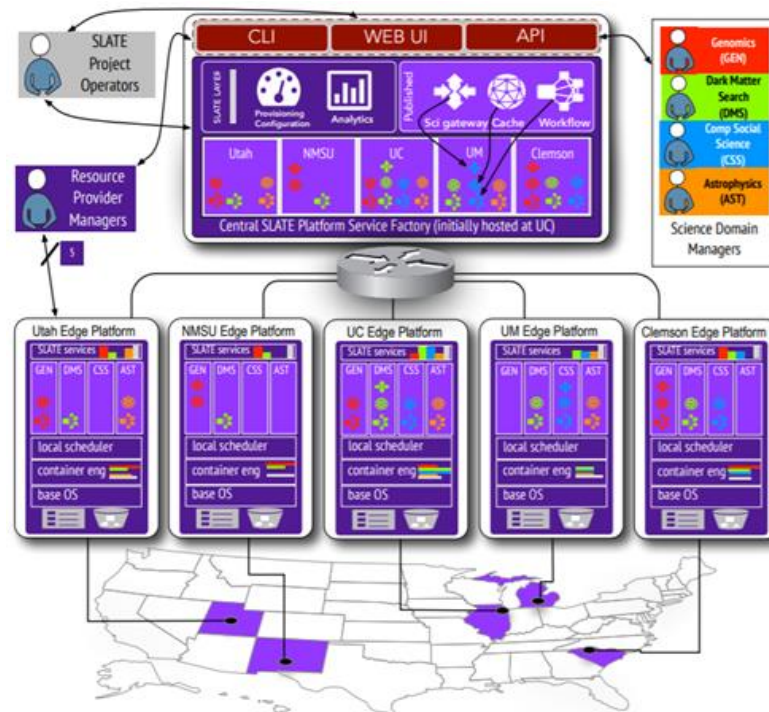 SLATE
Project
Operators
CLI
WEB UI
API
SLATE LAYER
Provisioning
Configuration
Analytics
Published
Sci gateway
Cache
Workflow
Utah
NMSU
UC
UM
Clemson
Central SLATE Platform Service Factory (initially hosted at UC)
Genomics
(GEN)
Dark Matter
Search
(DMS)
Comp Social
Science
(CSS)
Astrophysics
(AST)
Science Domain
Managers
Resource
Provider
Managers
5
Utah Edge Platform
SLATE services
GEN DMS CSS AST
local scheduler
container eng
base OS
NMSU Edge Platform
SLATE services
GEN DMS CSS AST
local scheduler
container eng
base OS
UC Edge Platform
SLATE services
GEN DMS CSS AST
local scheduler
container eng
base OS
UM Edge Platform
SLATE services
GEN DMS CSS AST
local scheduler
container eng
base OS
Clemson Edge Platform
SLATE services
GEN DMS CSS AST
local scheduler
container eng
base OS